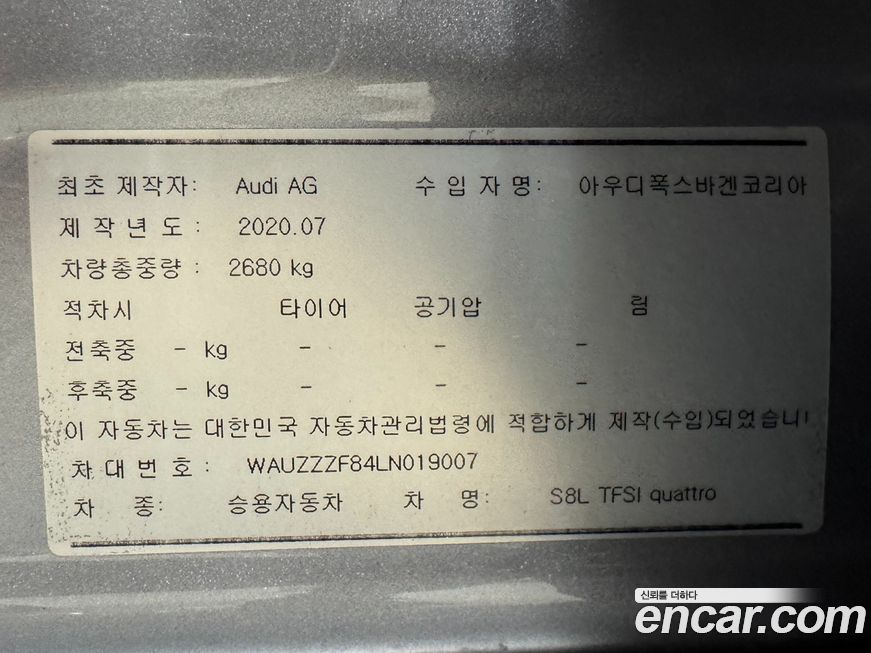 최초 제작자: Audi AG 수 입 자 명: 아우디폭스바겐코리아
제 작 년 도 : 2020.07
차량총중량 : 2680 kg
적차시 타이어 공기압 림
전축중 - kg - - -
후축중 - kg - - -
이 자동차는 대한민국 자동차관리법령에 적합하게 제작(수입)되었습니
차 대 번 호 : WAUZZZF84LN019007
차 종: 승용자동차 차 명: S8L TFSI quattro
신뢰를 더하다
encar.com